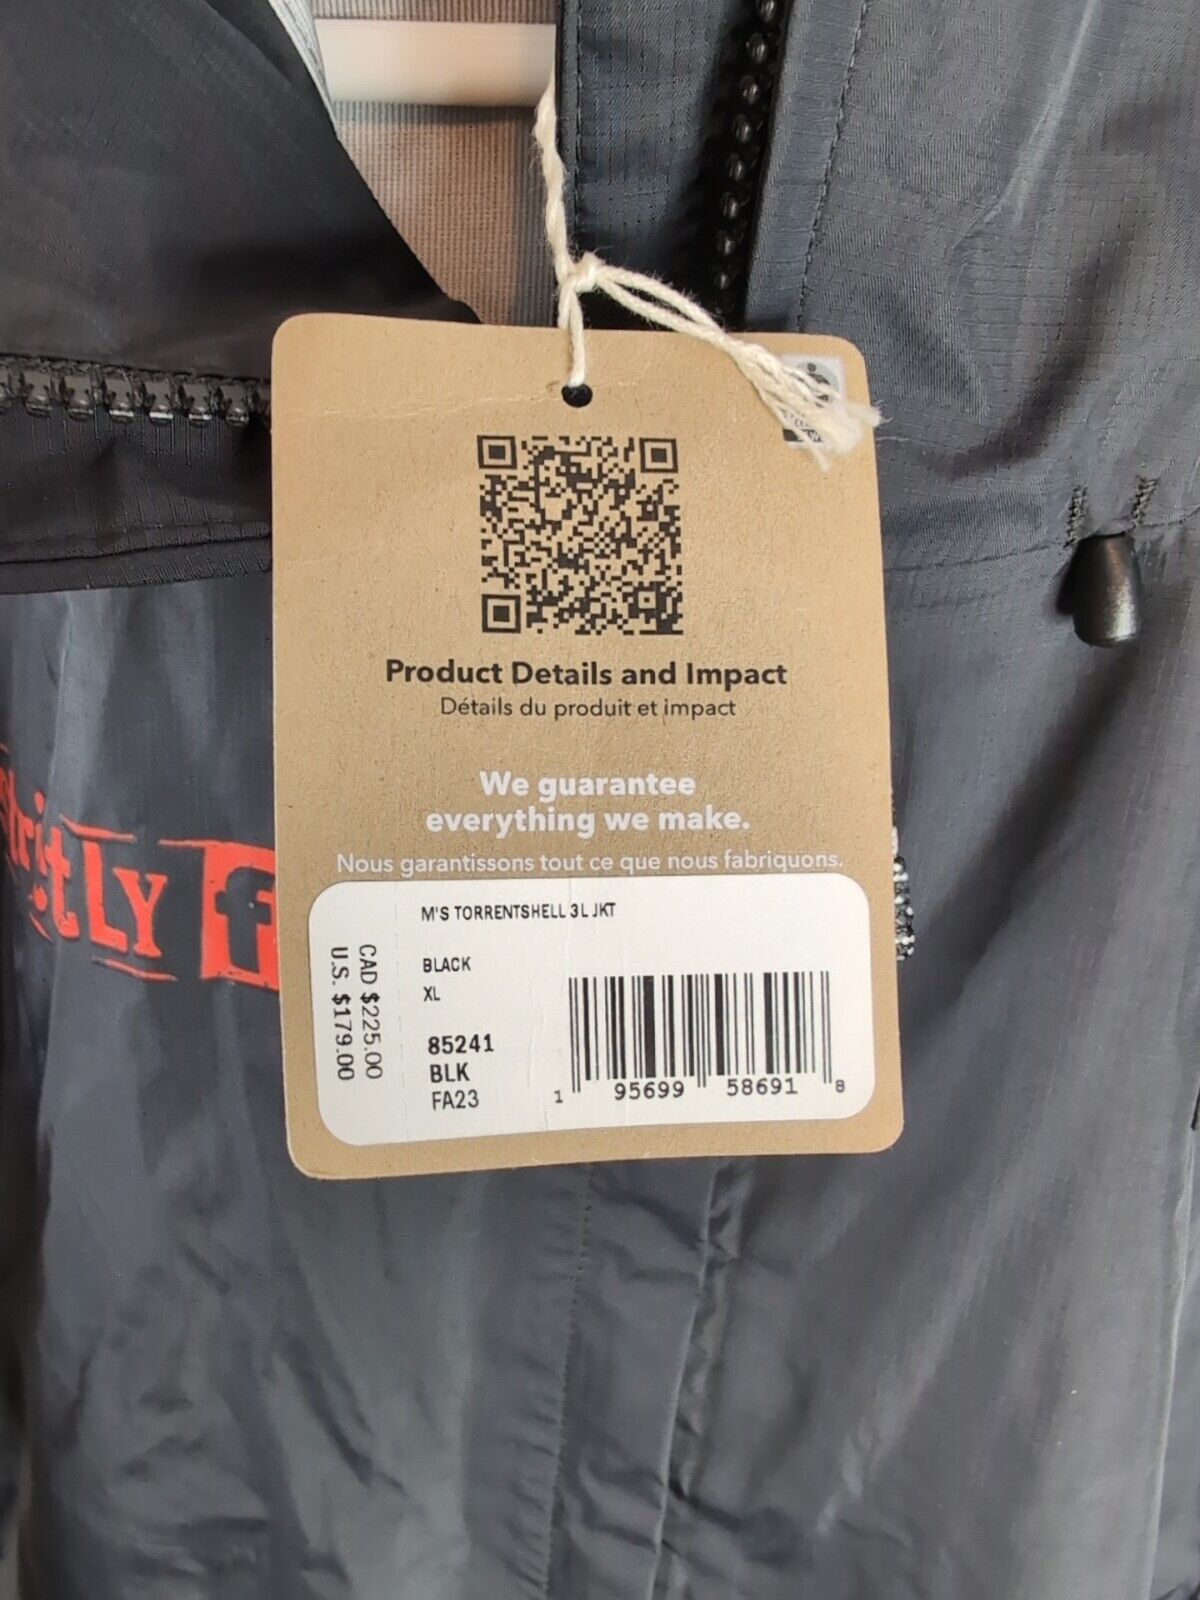 Product Details and Impact
Détails du produit et impact
We guarantee
everything we make.
Nous garantissons tout ce que nous fabriquons.
M'S TORRENTSHELL 3L JKT
BLACK
XL
85241
BLK
FA23
CAD $225.00
U.S. $179.00
1 95699 58691 8
strictly f